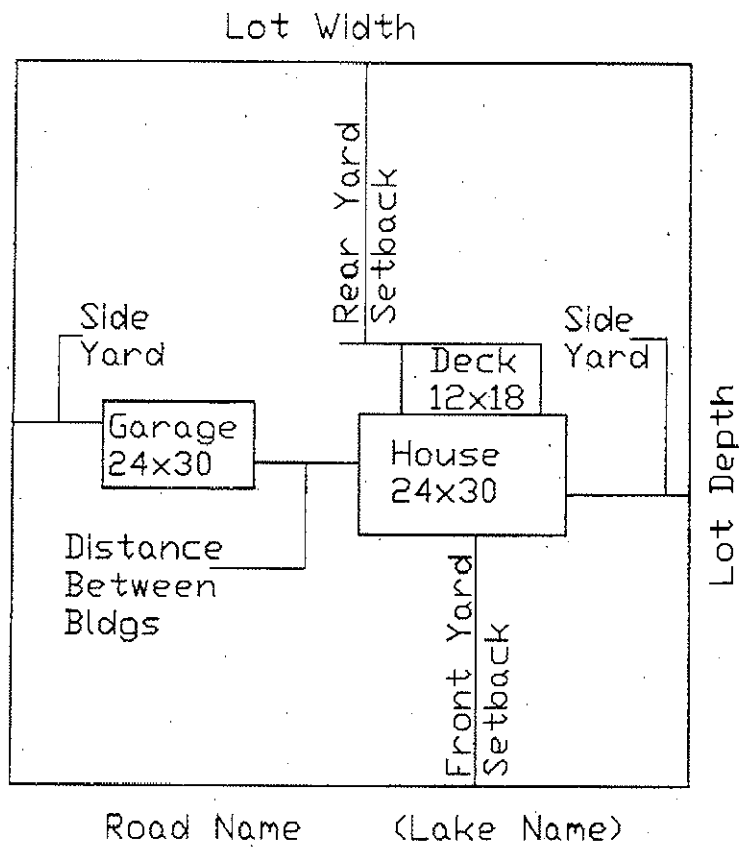 Lot Width
Rear Yard
Setback
Side
Yard
Side
Yard
Deck
12x18
Garage
24x30
House
24x30
Lot Depth
Distance
Between
Bldgs
Front Yard
Setback
Road Name
(Lake Name)